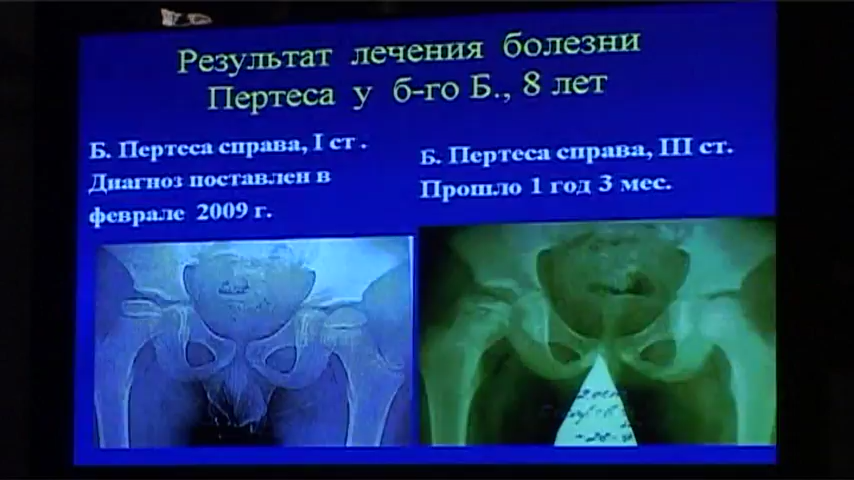 Результат лечения болезни
Пертеса у б-го Б., 8 лет
Б. Пертеса справа, I ст .
Диагноз поставлен в
феврале 2009 г.
Б. Пертеса справа, III ст.
Прошло 1 год 3 мес.